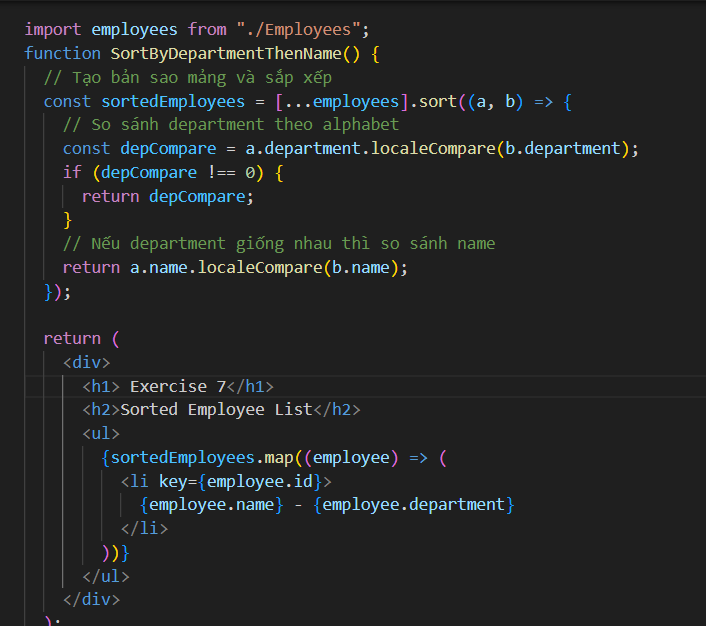 import employees from "./Employees";
function SortByDepartmentThenName() {
// Tạo bản sao mảng và sắp xếp
const sortedEmployees = [...employees].sort((a, b) => {
// So sánh department theo alphabet
const depCompare = a.department.localeCompare(b.department);
if (depCompare !== 0) {
return depCompare;
}
// Nếu department giống nhau thì so sánh name
return a.name.localeCompare(b.name);
});
return (
<div>
<h1> Exercise 7</h1>
<h2>Sorted Employee List</h2>
<ul>
{sortedEmployees.map((employee) => (
<li key={employee.id}>
{employee.name} - {employee.department}
</li>
))}
</ul>
</div>
);